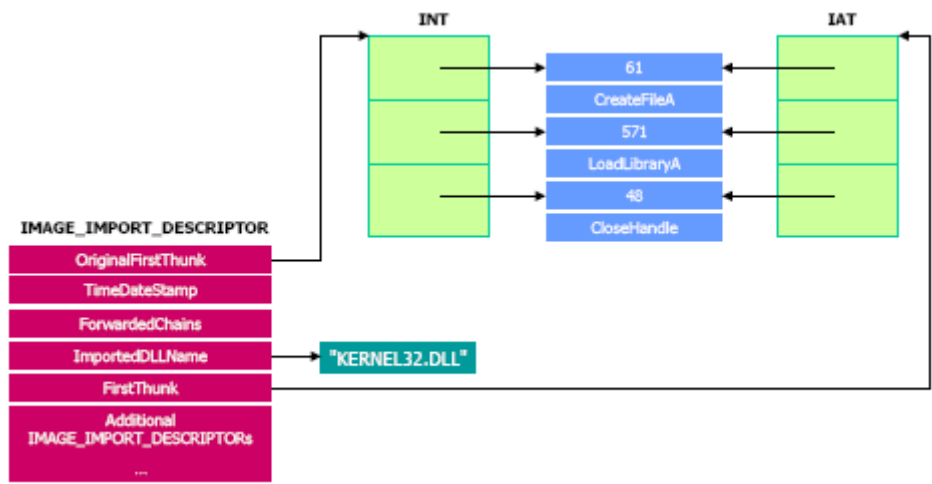 INT
IAT
61
CreateFileA
571
LoadLibraryA
48
CloseHandle
IMAGE_IMPORT_DESCRIPTOR
OriginalFirstThunk
TimeDateStamp
ForwardedChains
ImportedDLLName
"KERNEL32.DLL"
FirstThunk
Additional
IMAGE_IMPORT_DESCRIPTORs
...